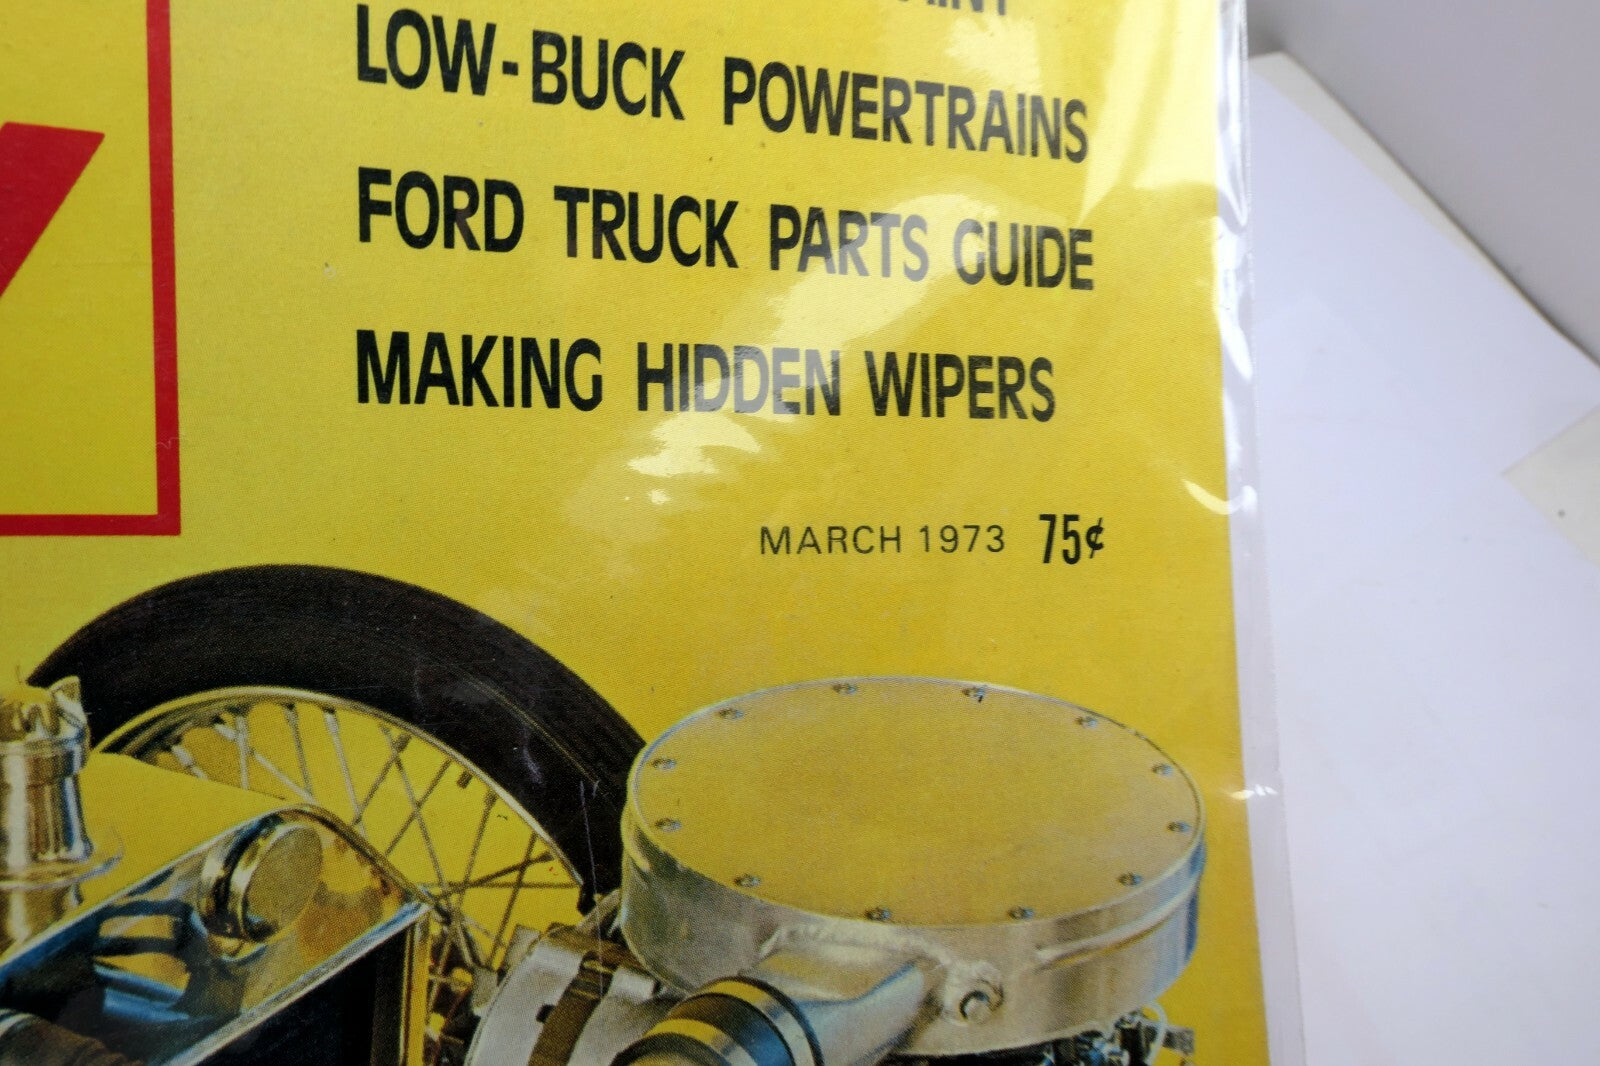 LOW-BUCK POWERTRAINS
FORD TRUCK PARTS GUIDE
MAKING HIDDEN WIPERS
MARCH 1973 75¢